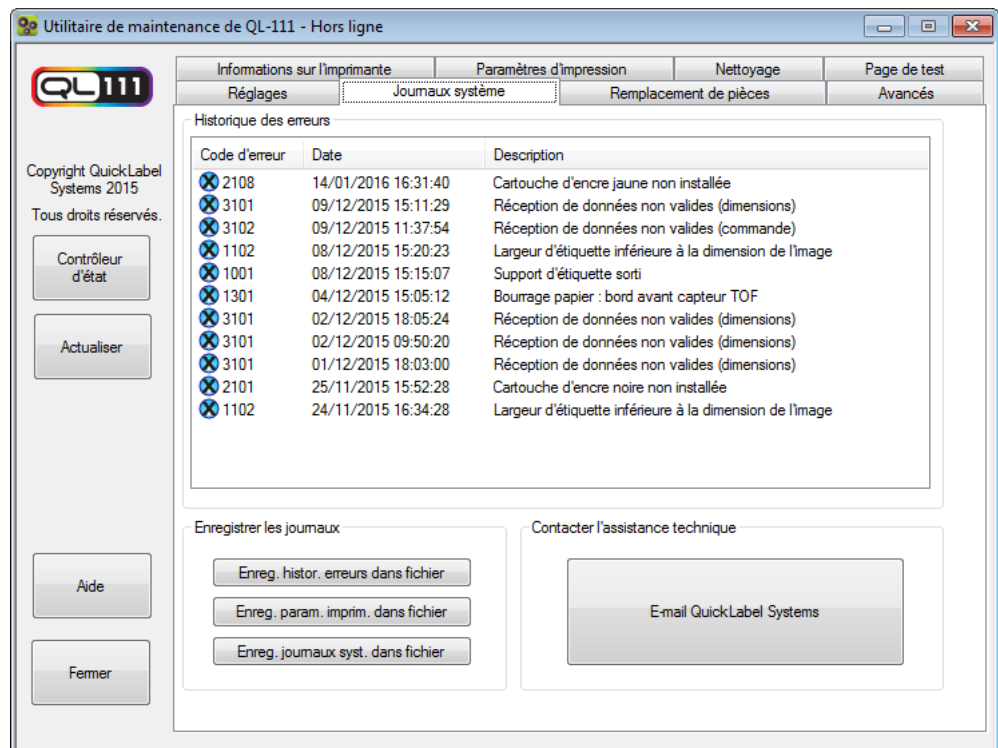 Utilitaire de maintenance de QL-111 - Hors ligne
QL111
Copyright QuickLabel
Systems 2015
Tous droits réservés.
Contrôleur
d'état
Actualiser
Aide
Fermer
Informations sur l'imprimante
Paramètres d'impression
Nettoyage
Page de test
Réglages
Journaux système
Remplacement de pièces
Avancés
Historique des erreurs
Code d'erreur Date Description
2108 14/01/2016 16:31:40 Cartouche d'encre jaune non installée
3101 09/12/2015 15:11:29 Réception de données non valides (dimensions)
3102 09/12/2015 11:37:54 Réception de données non valides (commande)
1102 08/12/2015 15:20:23 Largeur d'étiquette inférieure à la dimension de l'image
1001 08/12/2015 15:15:07 Support d'étiquette sorti
1301 04/12/2015 15:05:12 Bourrage papier : bord avant capteur TOF
3101 02/12/2015 18:05:24 Réception de données non valides (dimensions)
3101 02/12/2015 09:50:20 Réception de données non valides (dimensions)
3101 01/12/2015 18:03:00 Réception de données non valides (dimensions)
2101 25/11/2015 15:52:28 Cartouche d'encre noire non installée
1102 24/11/2015 16:34:28 Largeur d'étiquette inférieure à la dimension de l'image
Enregistrer les journaux
Enreg. histor. erreurs dans fichier
Enreg. param. imprim. dans fichier
Enreg. journaux syst. dans fichier
Contacter l'assistance technique
E-mail QuickLabel Systems